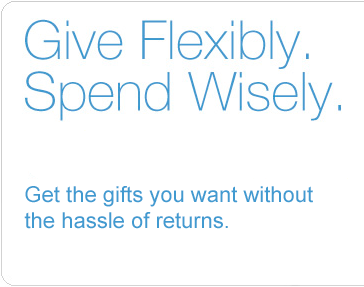 Give Flexibly.
Spend Wisely.
Get the gifts you want without
the hassle of returns.